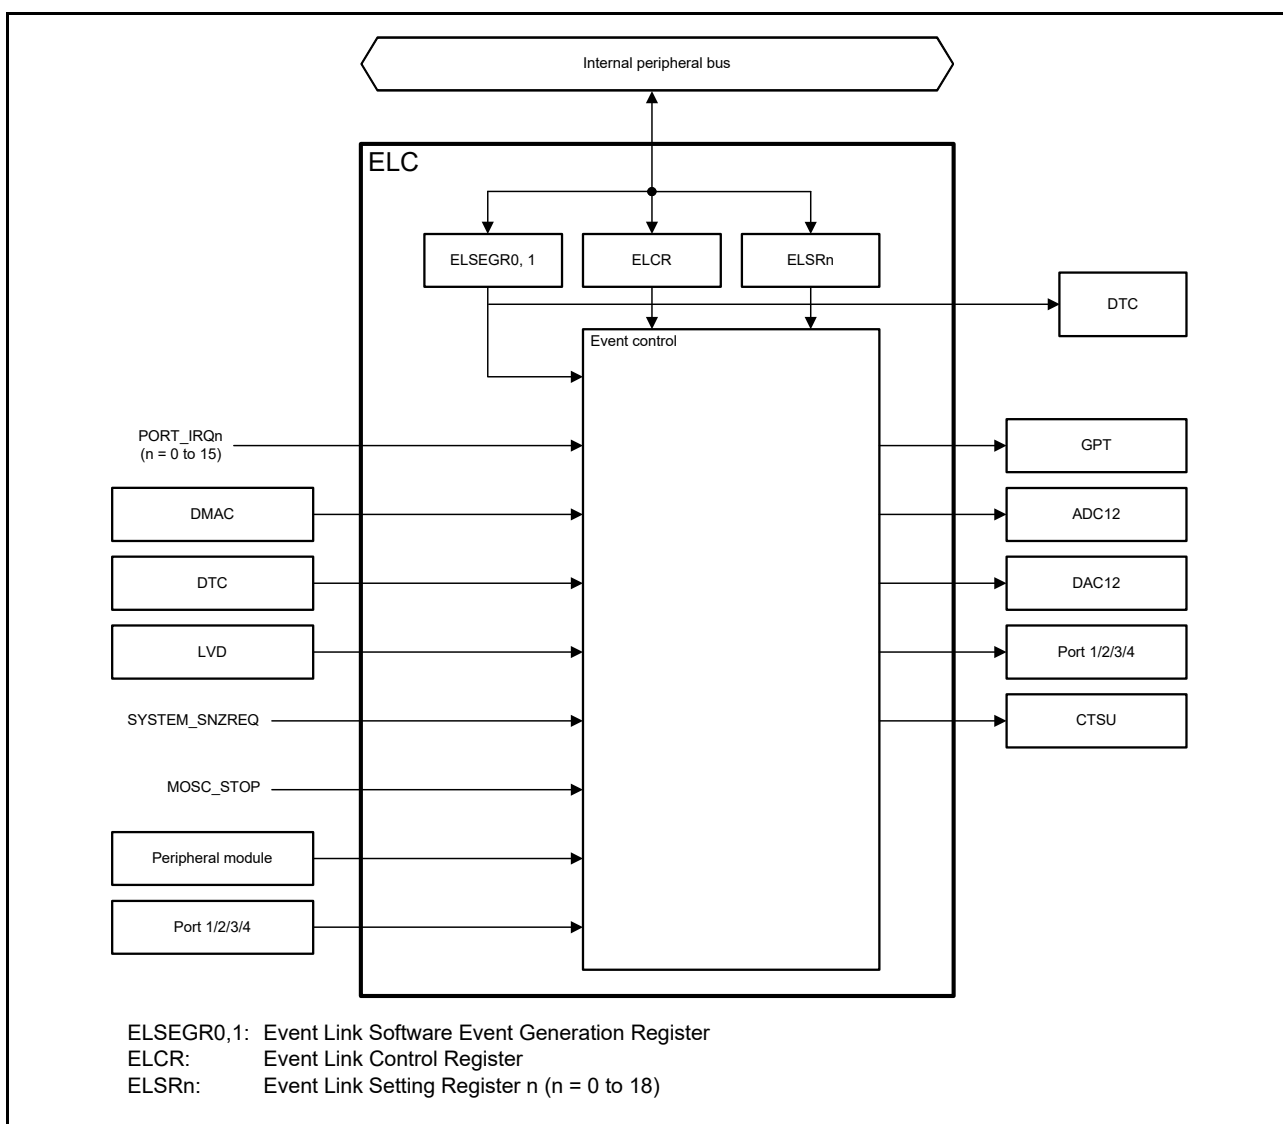 Internal peripheral bus
ELC
ELSEGR0, 1
ELCR
ELSRn
DTC
Event control
PORT_IRQn
(n = 0 to 15)
GPT
DMAC
ADC12
DTC
DAC12
LVD
Port 1/2/3/4
SYSTEM_SNZREQ
CTSU
MOSC_STOP
Peripheral module
Port 1/2/3/4
ELSEGR0,1: Event Link Software Event Generation Register
ELCR: Event Link Control Register
ELSRn: Event Link Setting Register n (n = 0 to 18)